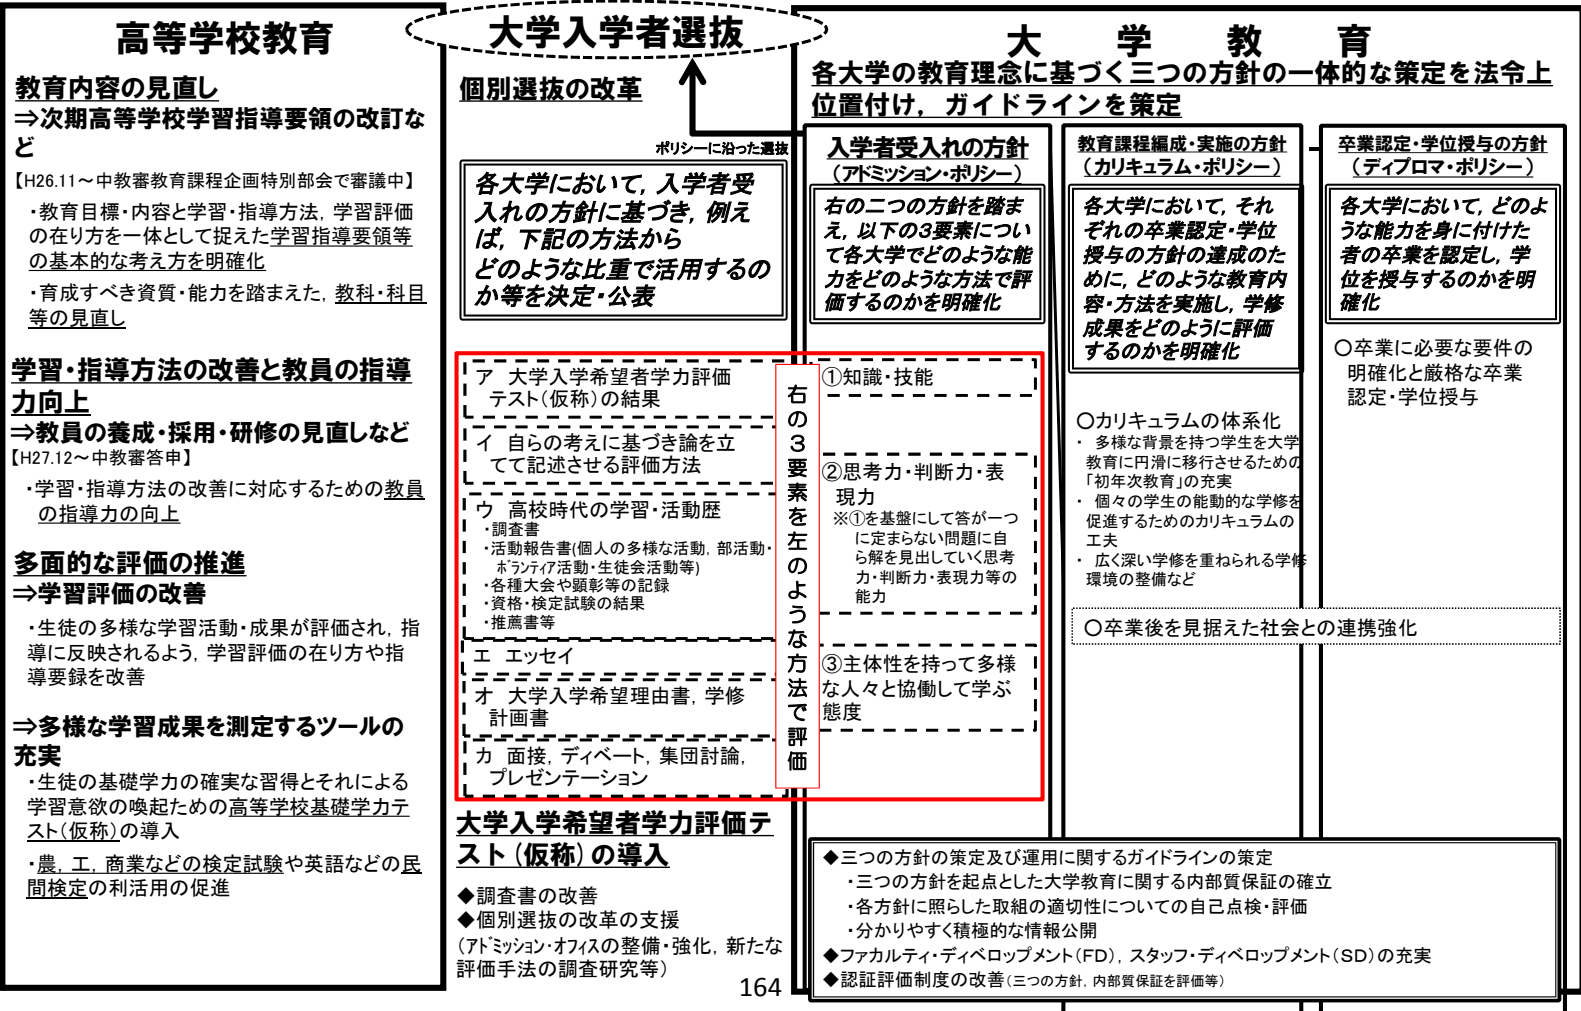 高等学校教育
教育内容の見直し
⇒次期高等学校学習指導要領の改訂な
ど
【H26.11～中教審教育課程企画特別部会で審議中】
・教育目標・内容と学習・指導方法，学習評価
の在り方を一体として捉えた学習指導要領等
の基本的な考え方を明確化
・育成すべき資質・能力を踏まえた，教科・科目
等の見直し
学習・指導方法の改善と教員の指導
力向上
⇒教員の養成・採用・研修の見直しなど
【H27.12～中教審答申】
・学習・指導方法の改善に対応するための教員
の指導力の向上
多面的な評価の推進
⇒学習評価の改善
・生徒の多様な学習活動・成果が評価され，指
導に反映されるよう，学習評価の在り方や指
導要録を改善
⇒多様な学習成果を測定するツールの
充実
・生徒の基礎学力の確実な習得とそれによる
学習意欲の喚起ための高等学校基礎学力テ
スト（仮称）の導入
・農，工，商業などの検定試験や英語などの民
間検定の利活用の促進
大学入学者選抜
個別選抜の改革
ポリシーに沿った選抜
各大学において，入学者受
入れの方針に基づき，例え
ば，下記の方法から
どのような比重で活用するの
か等を決定・公表
ア　大学入学希望者学力評価
テスト（仮称）の結果
イ　自らの考えに基づき論を立
てて記述させる評価方法
ウ　高校時代の学習・活動歴
・調査書
・活動報告書(個人の多様な活動，部活動・
ボランティア活動・生徒会活動等)
・各種大会や顕彰等の記録
・資格・検定試験の結果
・推薦書等
エ　エッセイ
オ　大学入学希望理由書，学修
計画書
カ　面接，ディベート，集団討論，
プレゼンテーション
右の３要素を左のような方法で評価
大学入学希望者学力評価テ
スト（仮称）の導入
◆調査書の改善
◆個別選抜の改革の支援
（アドミッション・オフィスの整備・強化，新たな
評価手法の調査研究等）
164
大　学　教　育
各大学の教育理念に基づく三つの方針の一体的な策定を法令上
位置付け，ガイドラインを策定
入学者受入れの方針
（アドミッション・ポリシー）
右の二つの方針を踏ま
え，以下の３要素につい
て各大学でどのような能
力をどのような方法で評
価するのかを明確化
①知識・技能
②思考力・判断力・表
現力
※①を基盤にして答が一つ
に定まらない問題に自
ら解を見出していく思考
力・判断力・表現力等の
能力
③主体性を持って多様
な人々と協働して学ぶ
態度
教育課程編成・実施の方針
（カリキュラム・ポリシー）
各大学において，それ
ぞれの卒業認定・学位
授与の方針の達成のた
めに，どのような教育内
容・方法を実施し，学修
成果をどのように評価
するのかを明確化
○カリキュラムの体系化
・　多様な背景を持つ学生を大学
教育に円滑に移行させるための
「初年次教育」の充実
・　個々の学生の能動的な学修を
促進するためのカリキュラムの
工夫
・　広く深い学修を重ねられる学修
環境の整備など
卒業認定・学位授与の方針
（ディプロマ・ポリシー）
各大学において，どのよ
うな能力を身に付けた
者の卒業を認定し，学
位を授与するのかを明
確化
○卒業に必要な要件の
明確化と厳格な卒業
認定・学位授与
○卒業後を見据えた社会との連携強化
◆三つの方針の策定及び運用に関するガイドラインの策定
・三つの方針を起点とした大学教育に関する内部質保証の確立
・各方針に照らした取組の適切性についての自己点検・評価
・分かりやすく積極的な情報公開
◆ファカルティ・ディベロップメント（ＦＤ），スタッフ・ディベロップメント（ＳＤ）の充実
◆認証評価制度の改善（三つの方針，内部質保証を評価等）